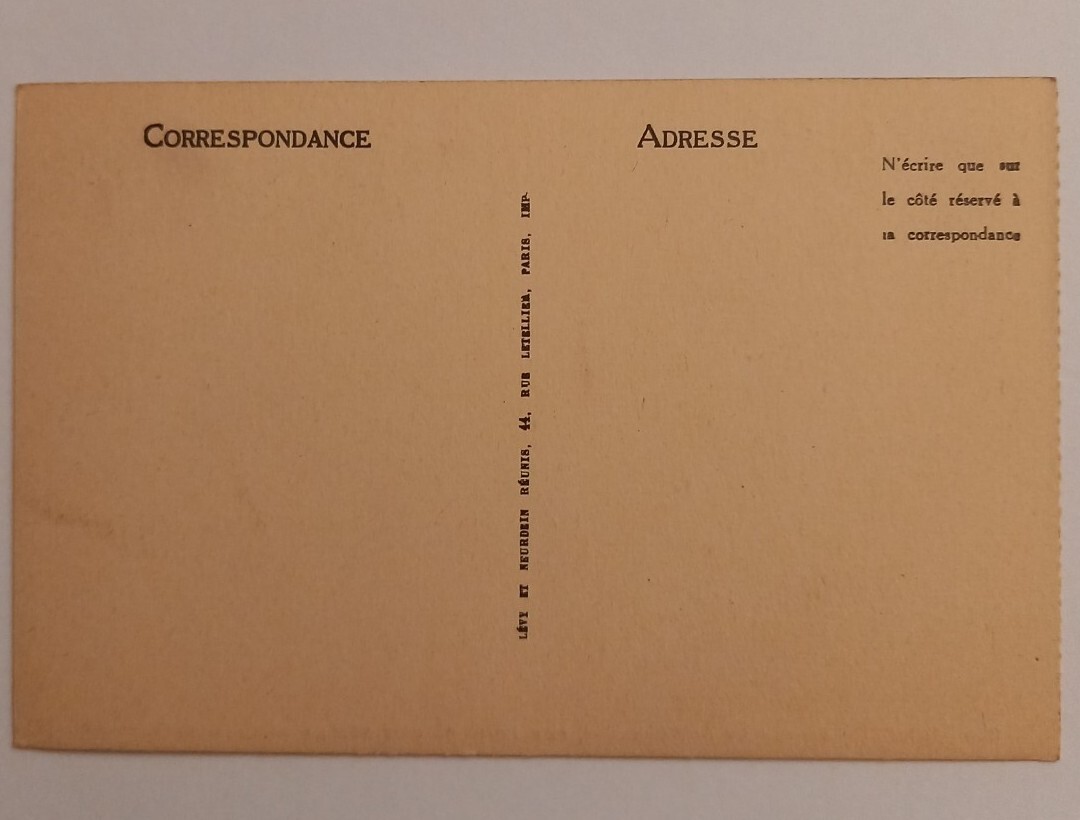 CORRESPONDANCE
ADRESSE
N'écrire que sur
le côté réservé à
la correspondance
LÉVY ET NEURDEIN RÉUNIS, 44, RUE LETELLIER, PARIS, IMP.